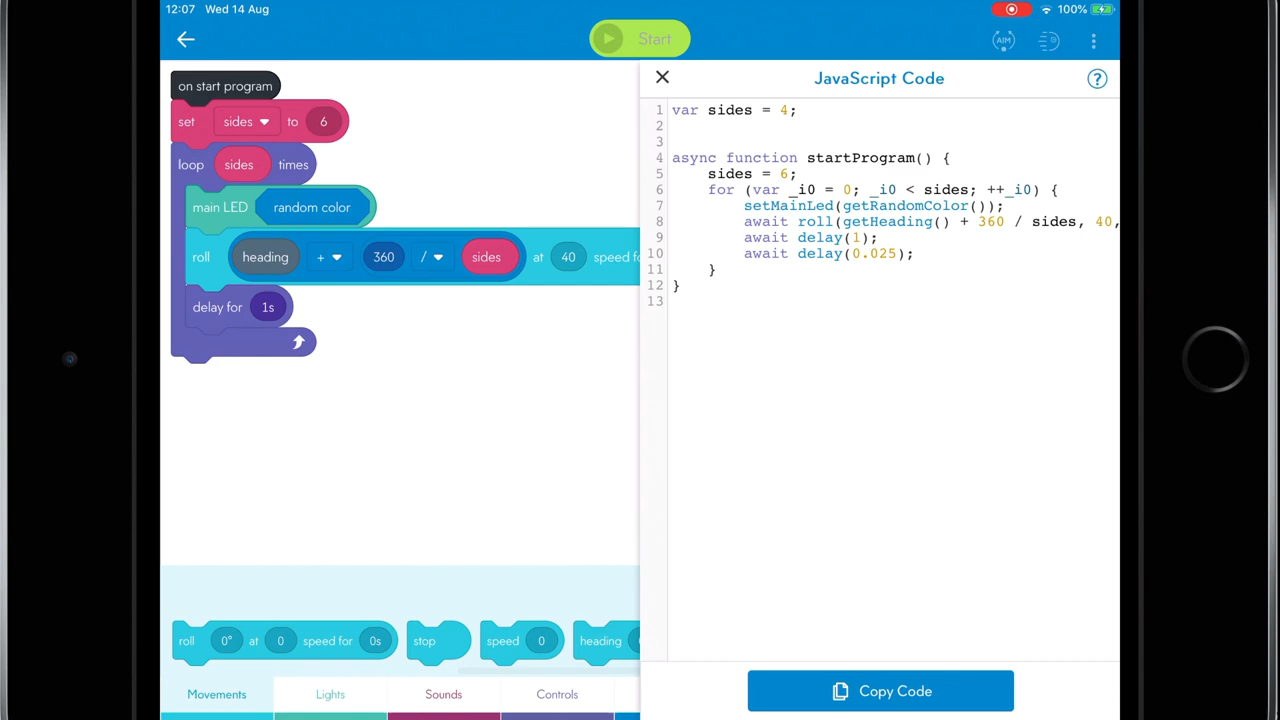 12:07 Wed 14 Aug
100%
Start
AIM
on start program
set sides to 6
loop sides times
main LED random color
roll heading + 360 / sides at 40 speed fo
delay for 1s
roll 0° at 0 speed for 0s
stop
speed 0
heading
Movements
Lights
Sounds
Controls
JavaScript Code
?
1 var sides = 4;
2
3
4 async function startProgram() {
5 sides = 6;
6 for (var _i0 = 0; _i0 < sides; ++_i0) {
7 setMainLed(getRandomColor());
8 await roll(getHeading() + 360 / sides, 40,
9 await delay(1);
10 await delay(0.025);
11 }
12 }
13
Copy Code